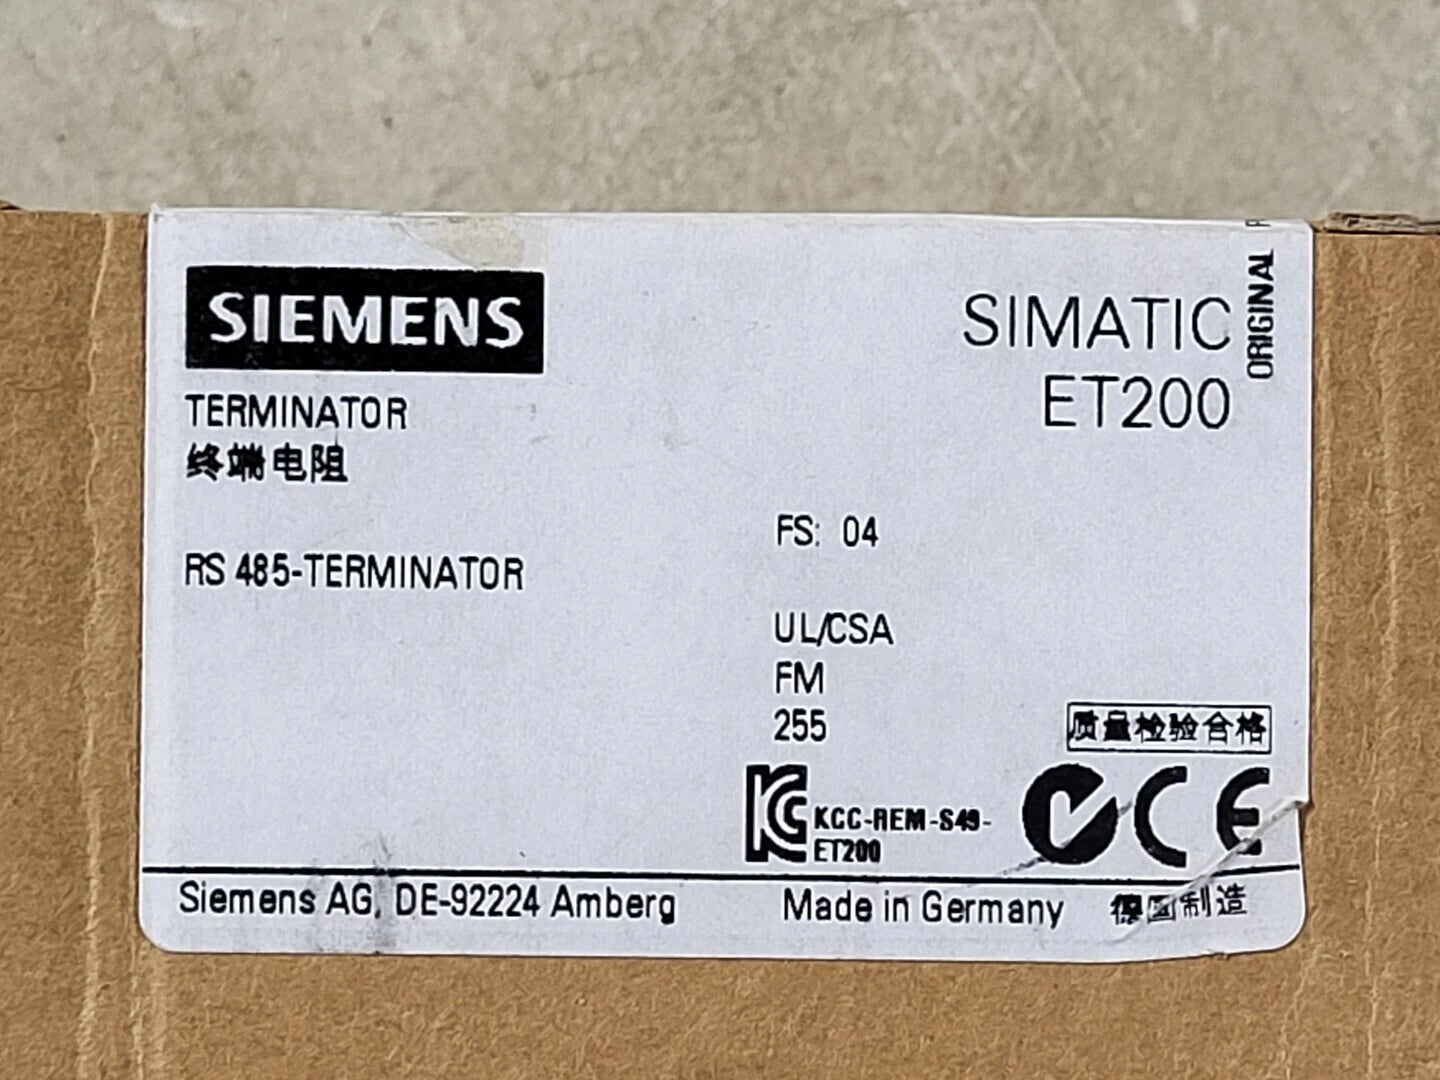 SIEMENS
SIMATIC
ET200
ORIGINAL
TERMINATOR
终端电阻
RS 485-TERMINATOR
FS: 04
UL/CSA
FM
255
质量检验合格
KCC-REM-S49-
ET200
CE
Siemens AG, DE-92224 Amberg
Made in Germany
德国制造